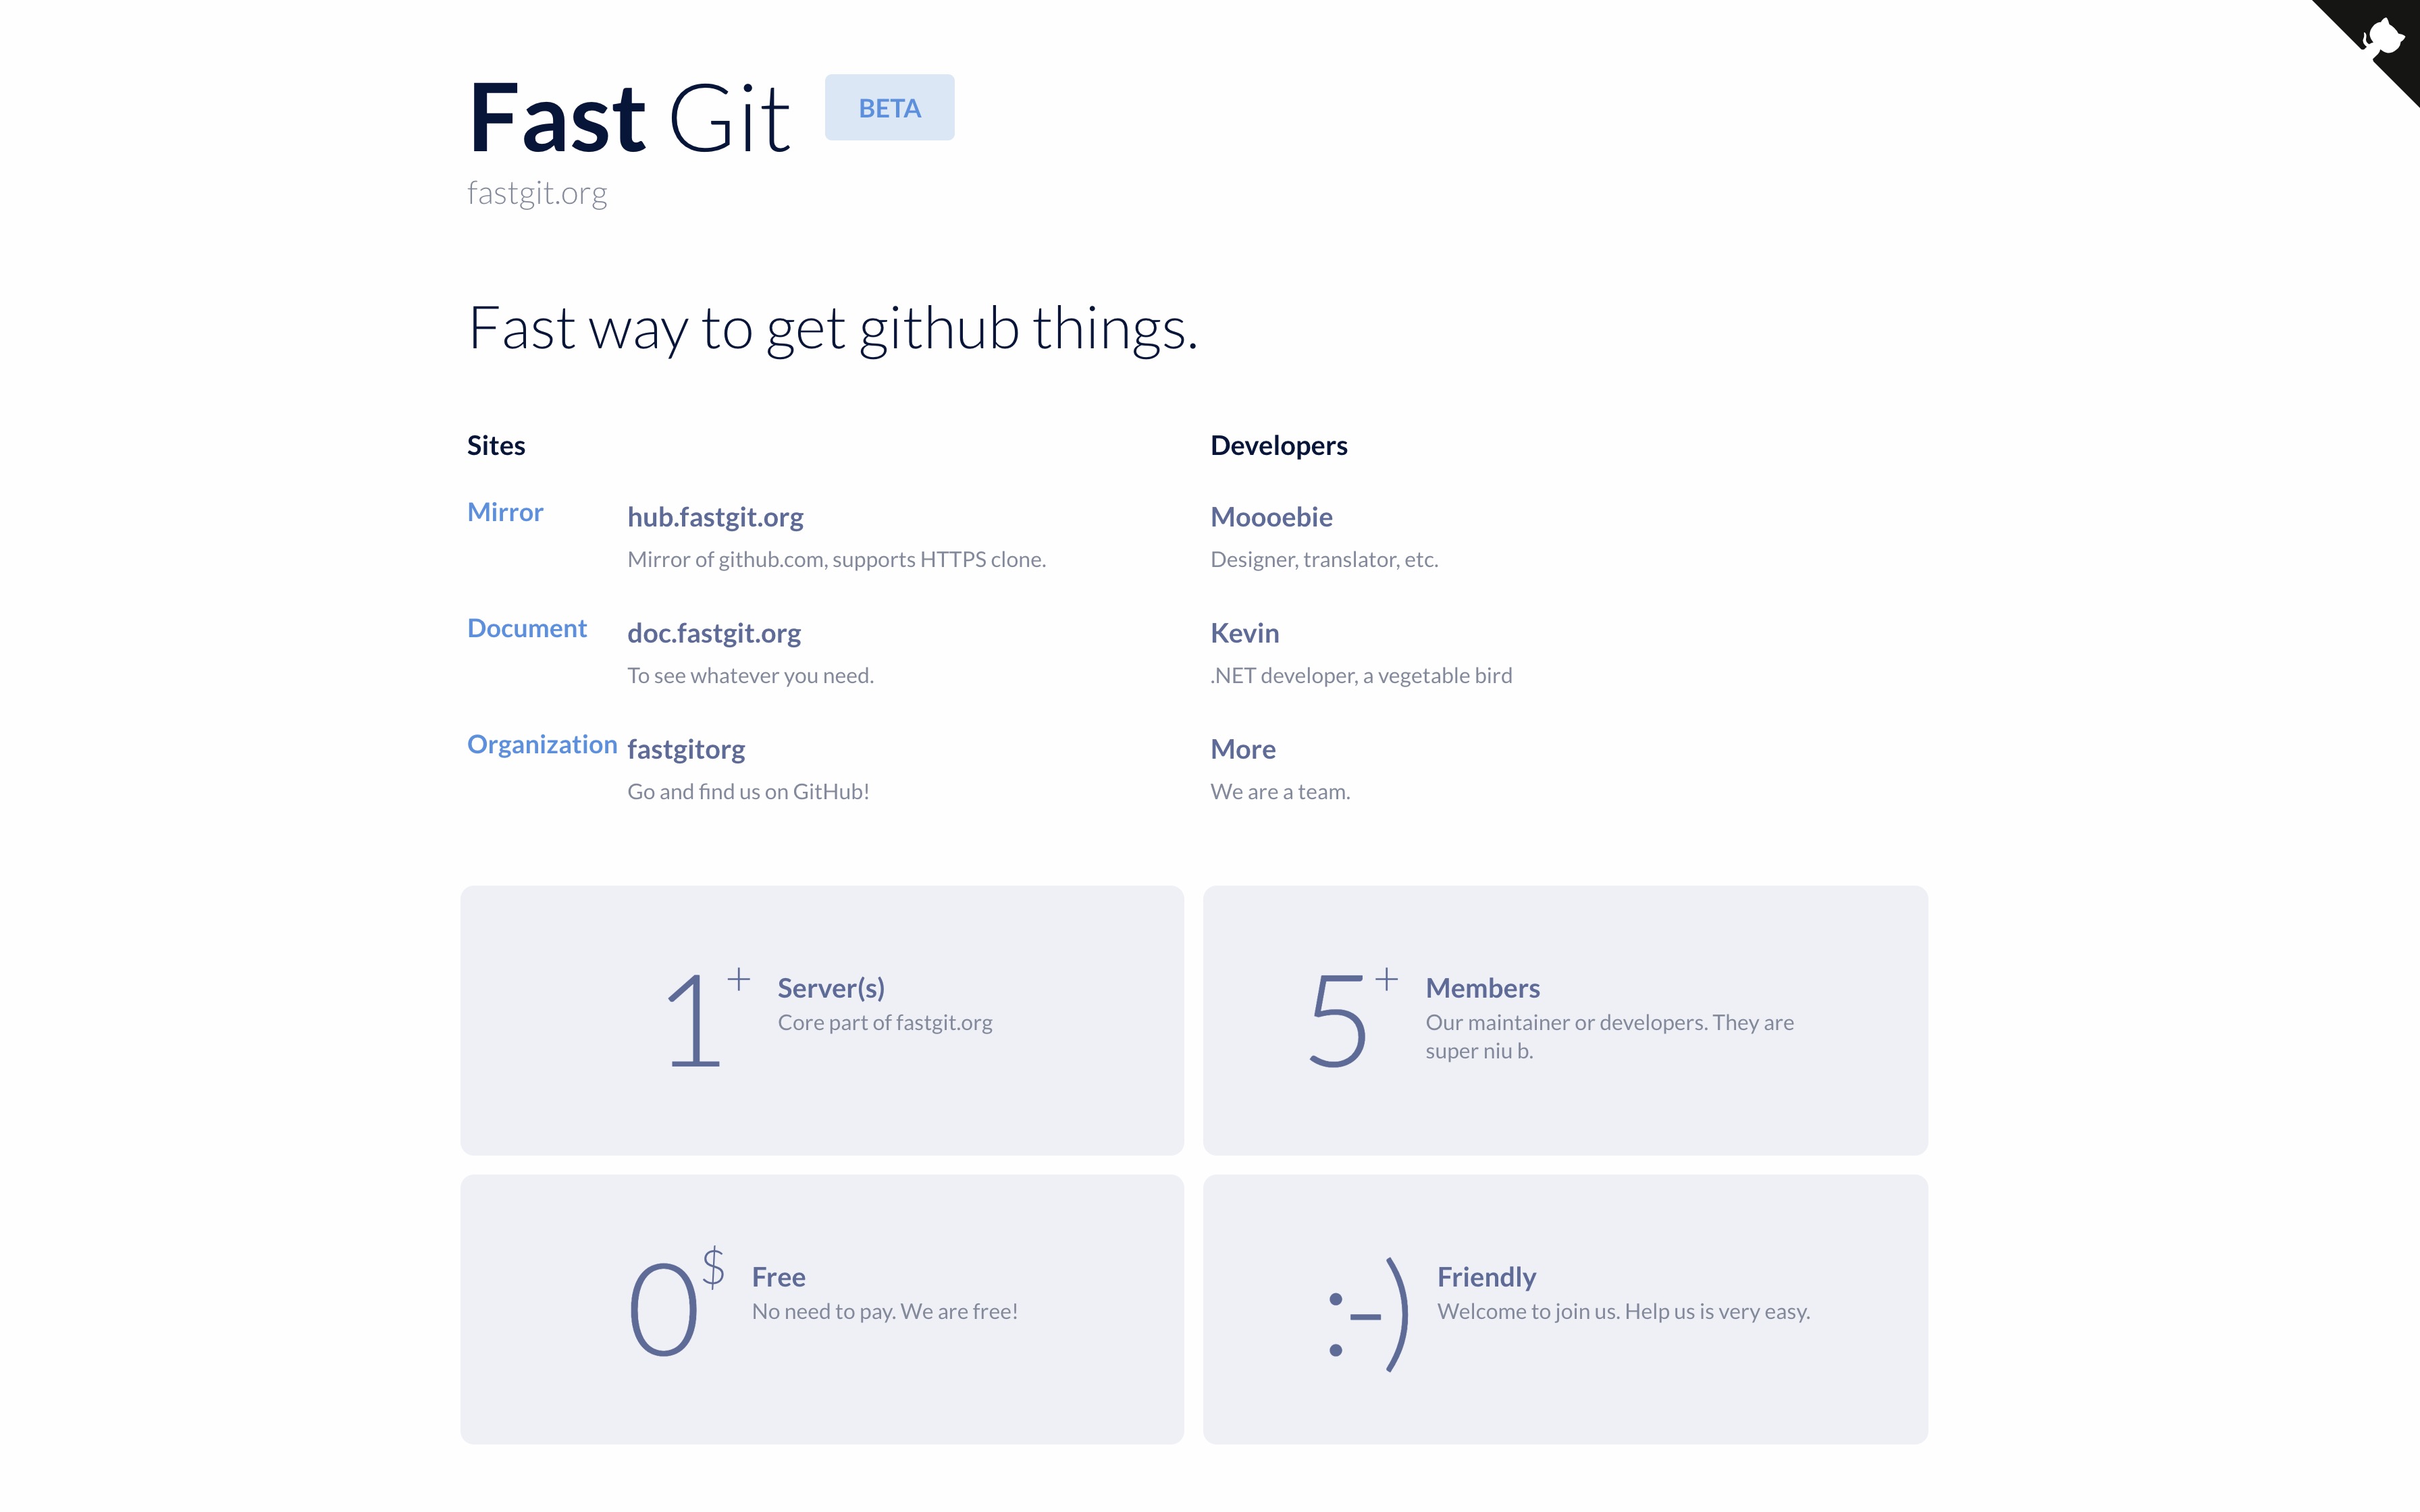 Fast Git BETA
fastgit.org
Fast way to get github things.
Sites
Mirror hub.fastgit.org
Mirror of github.com, supports HTTPS clone.
Document doc.fastgit.org
To see whatever you need.
Organization fastgitorg
Go and find us on GitHub!
Developers
Moooebie
Designer, translator, etc.
Kevin
.NET developer, a vegetable bird
More
We are a team.
1+ Server(s)
Core part of fastgit.org
5+ Members
Our maintainer or developers. They are
super niu b.
0$ Free
No need to pay. We are free!
:-) Friendly
Welcome to join us. Help us is very easy.